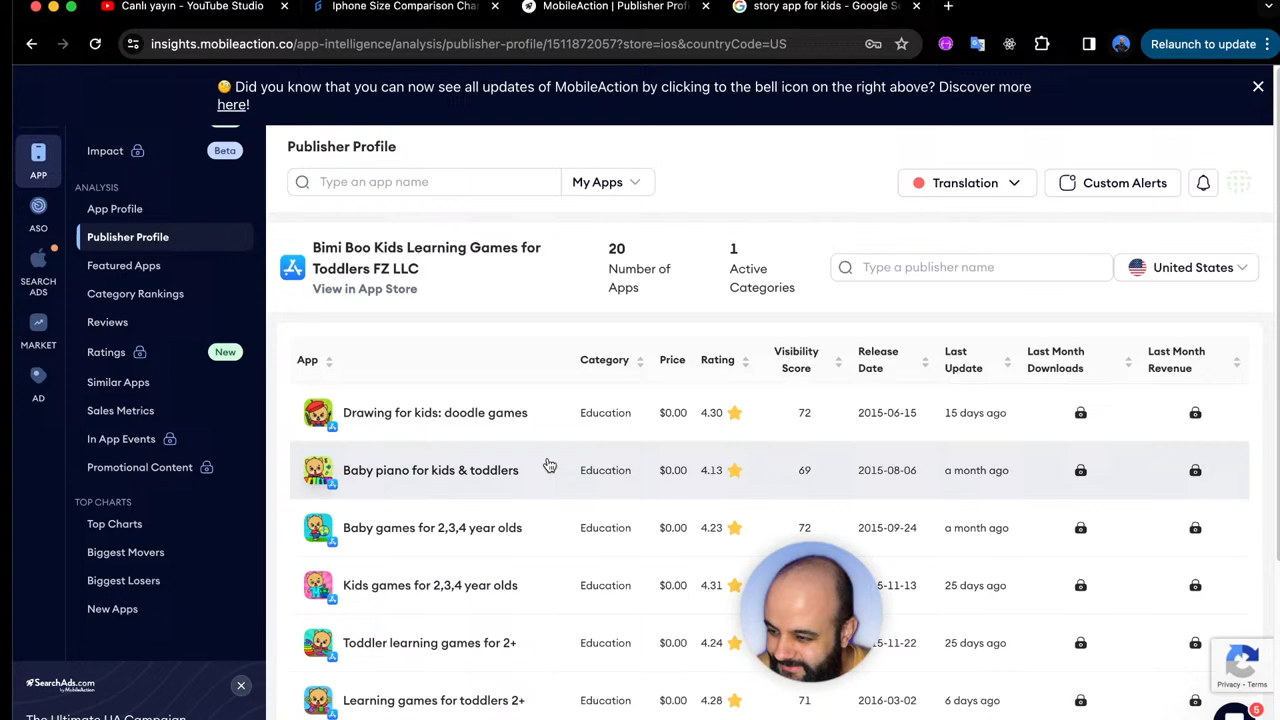 Canlı yayın - YouTube Studio
Iphone Size Comparison Cha
MobileAction | Publisher Prof
story app for kids - Google Se
insights.mobileaction.co/app-intelligence/analysis/publisher-profile/1511872057?store=ios&countryCode=US
Relaunch to update
Did you know that you can now see all updates of MobileAction by clicking to the bell icon on the right above? Discover more
here!
APP
ASO
SEARCH
ADS
MARKET
AD
Impact
Beta
ANALYSIS
App Profile
Publisher Profile
Featured Apps
Category Rankings
Reviews
Ratings
New
Similar Apps
Sales Metrics
In App Events
Promotional Content
TOP CHARTS
Top Charts
Biggest Movers
Biggest Losers
New Apps
SearchAds.com
by MobileAction
The Ultimate UA Campaign
Publisher Profile
Type an app name
My Apps
Translation
Custom Alerts
Bimi Boo Kids Learning Games for
Toddlers FZ LLC
View in App Store
20
Number of
Apps
1
Active
Categories
Type a publisher name
United States
App
Category
Price
Rating
Visibility
Score
Release
Date
Last
Update
Last Month
Downloads
Last Month
Revenue
Drawing for kids: doodle games Education $0.00 4.30 72 2015-06-15 15 days ago
Baby piano for kids & toddlers Education $0.00 4.13 69 2015-08-06 a month ago
Baby games for 2,3,4 year olds Education $0.00 4.23 72 2015-09-24 a month ago
Kids games for 2,3,4 year olds Education $0.00 4.31 5-11-13 25 days ago
Toddler learning games for 2+ Education $0.00 4.24 15-11-22 25 days ago
Learning games for toddlers 2+ Education $0.00 4.28 71 2016-03-02 6 days ago
Privacy - Terms
5